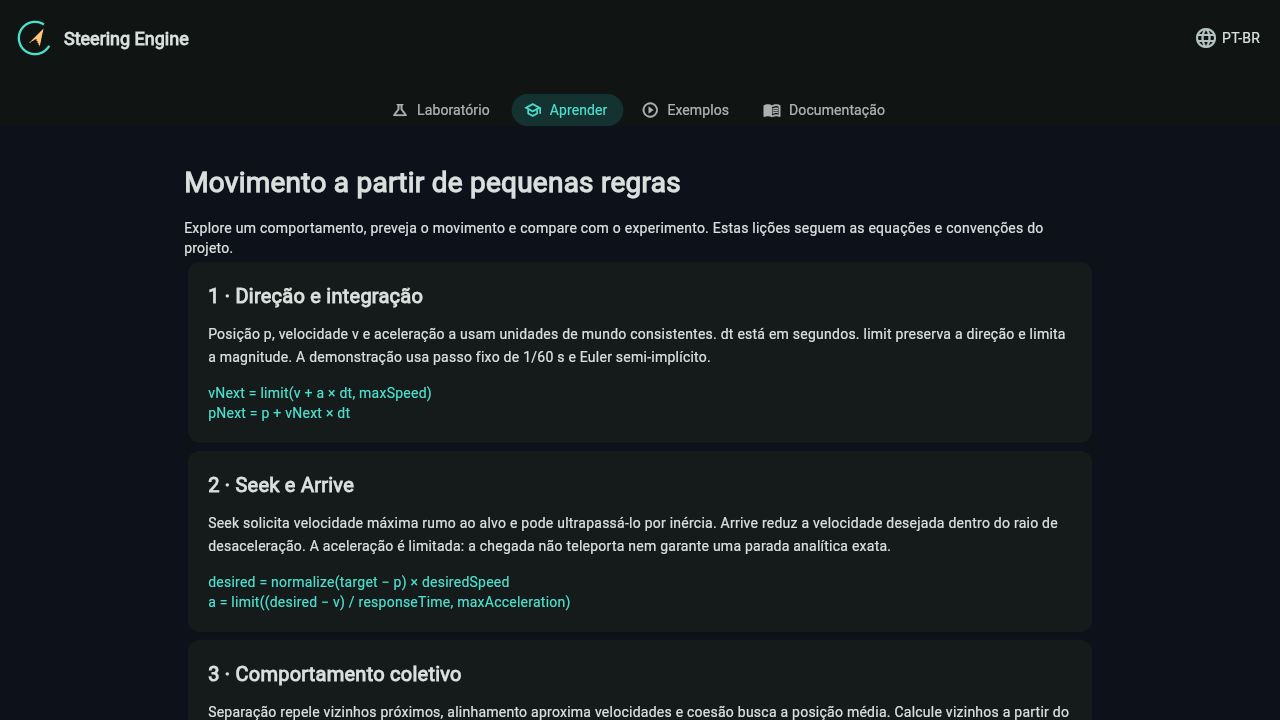 Steering Engine
PT-BR
Laboratório
Aprender
Exemplos
Documentação
Movimento a partir de pequenas regras
Explore um comportamento, preveja o movimento e compare com o experimento. Estas lições seguem as equações e convenções do
projeto.
1 · Direção e integração
Posição p, velocidade v e aceleração a usam unidades de mundo consistentes. dt está em segundos. limit preserva a direção e limita
a magnitude. A demonstração usa passo fixo de 1/60 s e Euler semi-implícito.
vNext = limit(v + a × dt, maxSpeed)
pNext = p + vNext × dt
2 · Seek e Arrive
Seek solicita velocidade máxima rumo ao alvo e pode ultrapassá-lo por inércia. Arrive reduz a velocidade desejada dentro do raio de
desaceleração. A aceleração é limitada: a chegada não teleporta nem garante uma parada analítica exata.
desired = normalize(target − p) × desiredSpeed
a = limit((desired − v) / responseTime, maxAcceleration)
3 · Comportamento coletivo
Separação repele vizinhos próximos, alinhamento aproxima velocidades e coesão busca a posição média. Calcule vizinhos a partir do